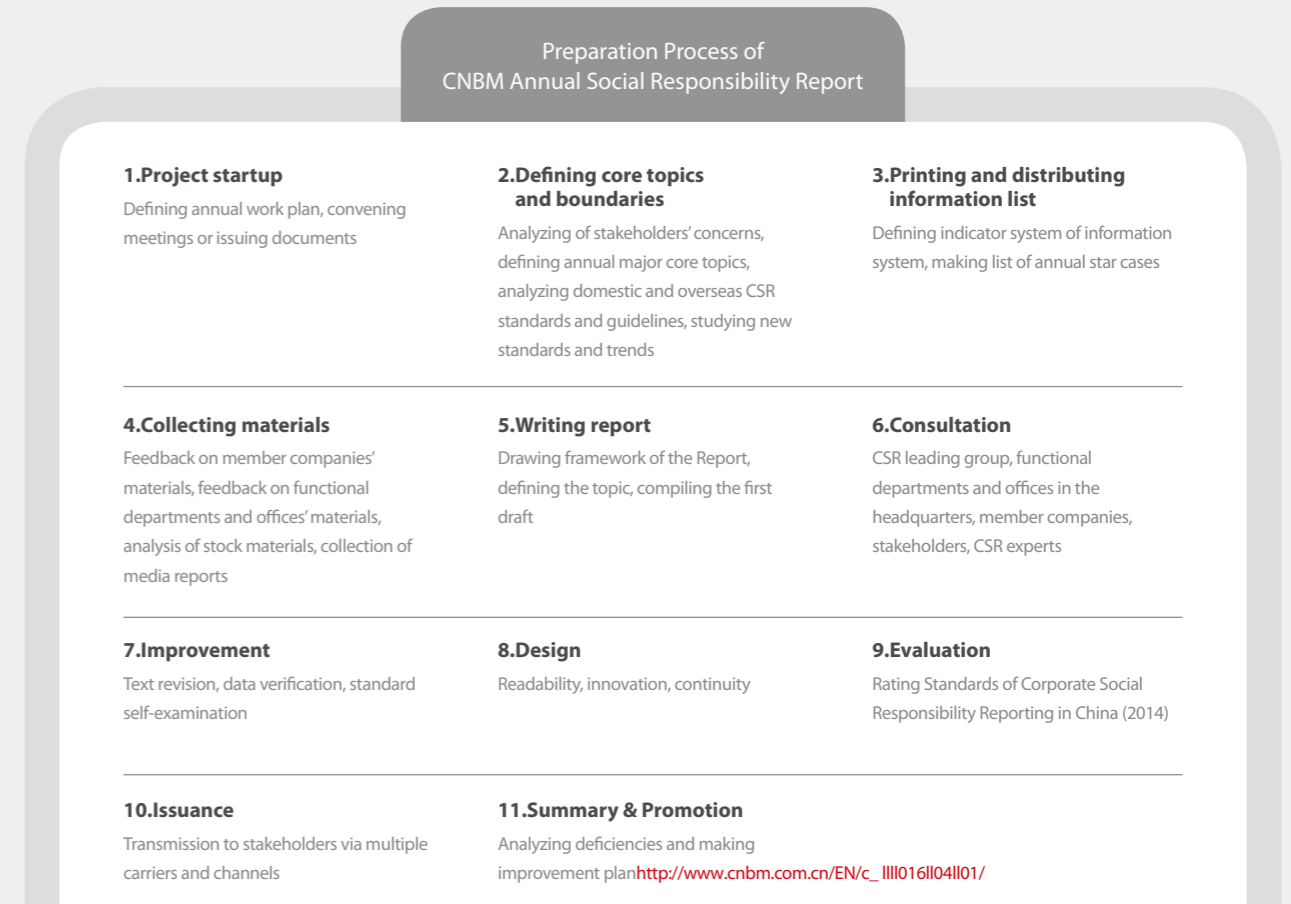 Preparation Process of
CNBM Annual Social Responsibility Report
1.Project startup
Defining annual work plan, convening
meetings or issuing documents
2.Defining core topics
and boundaries
Analyzing of stakeholders' concerns,
defining annual major core topics,
analyzing domestic and overseas CSR
standards and guidelines, studying new
standards and trends
3.Printing and distributing
information list
Defining indicator system of information
system, making list of annual star cases
4.Collecting materials
Feedback on member companies'
materials, feedback on functional
departments and offices' materials,
analysis of stock materials, collection of
media reports
5.Writing report
Drawing framework of the Report,
defining the topic, compiling the first
draft
6.Consultation
CSR leading group, functional
departments and offices in the
headquarters, member companies,
stakeholders, CSR experts
7.Improvement
Text revision, data verification, standard
self-examination
8.Design
Readability, innovation, continuity
9.Evaluation
Rating Standards of Corporate Social
Responsibility Reporting in China (2014)
10.Issuance
Transmission to stakeholders via multiple
carriers and channels
11.Summary & Promotion
Analyzing deficiencies and making
improvement planhttp://www.cnbm.com.cn/EN/c_ llll016ll04ll01/